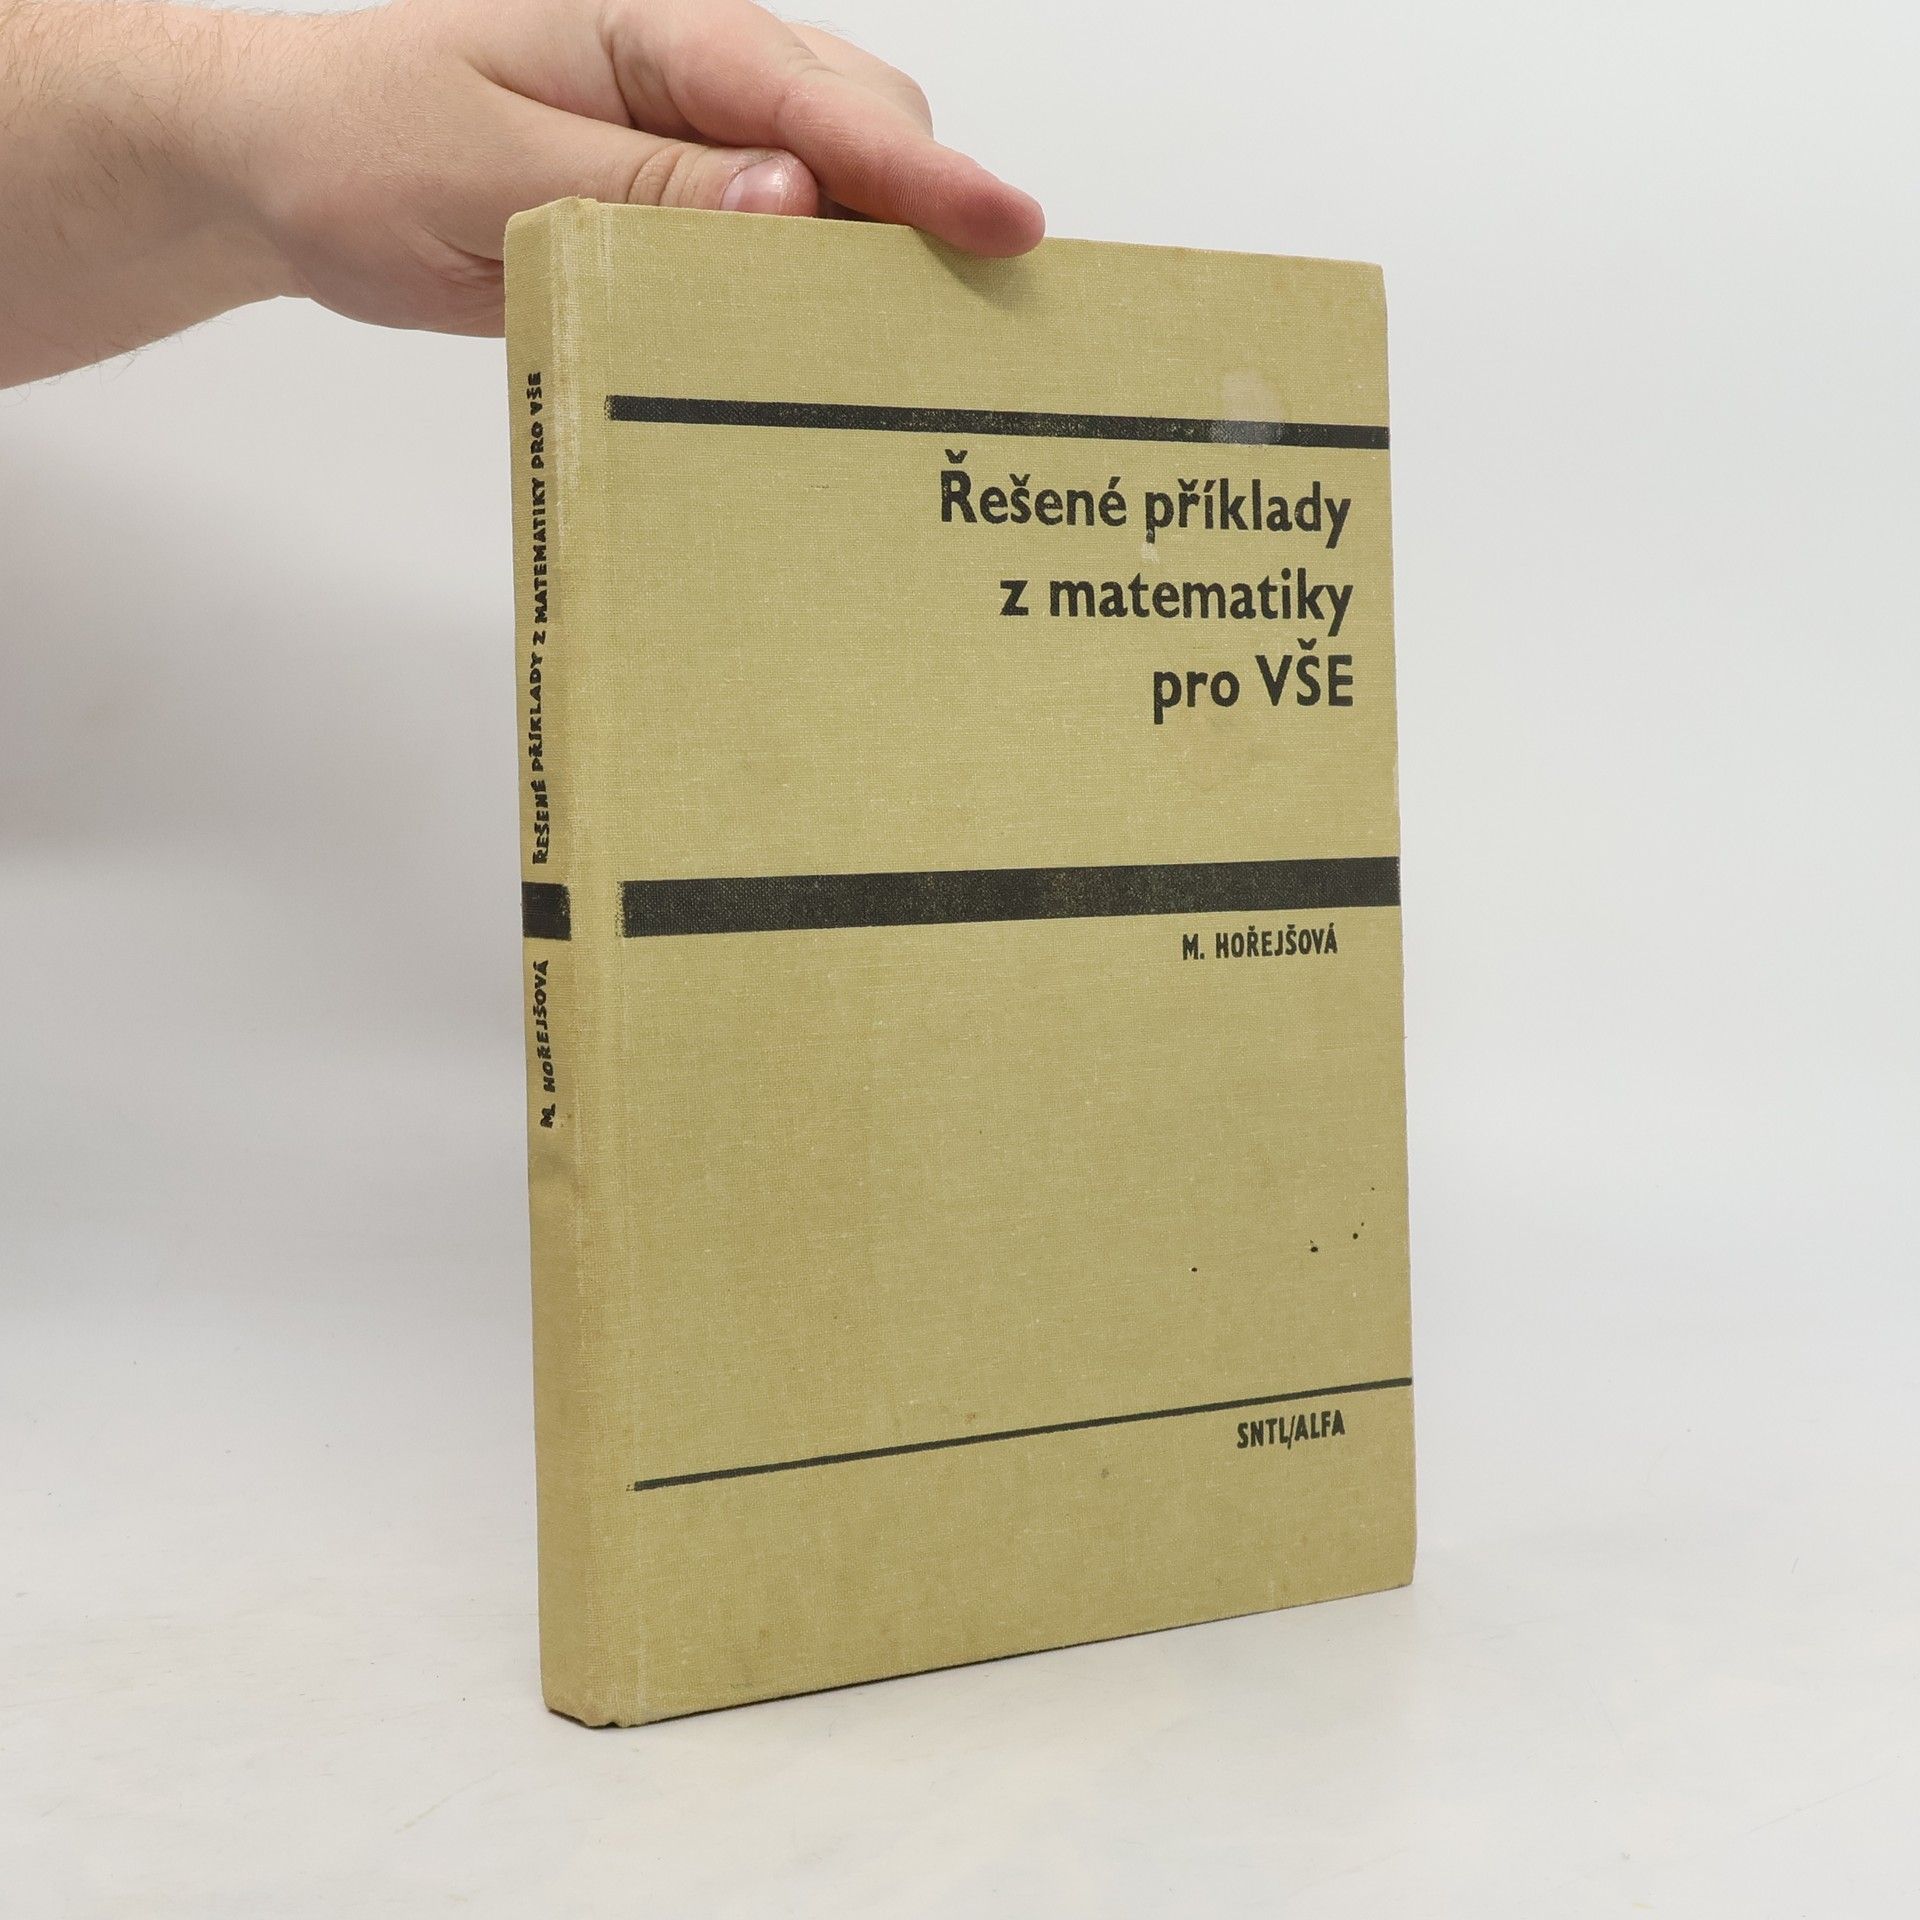 Řešené příklady
z matematiky
pro VŠE
M. HOŘEJŠOVÁ
SNTL/ALFA
M. HOŘEJŠOVÁ ŘEŠENÉ PŘÍKLADY Z MATEMATIKY PRO VŠE